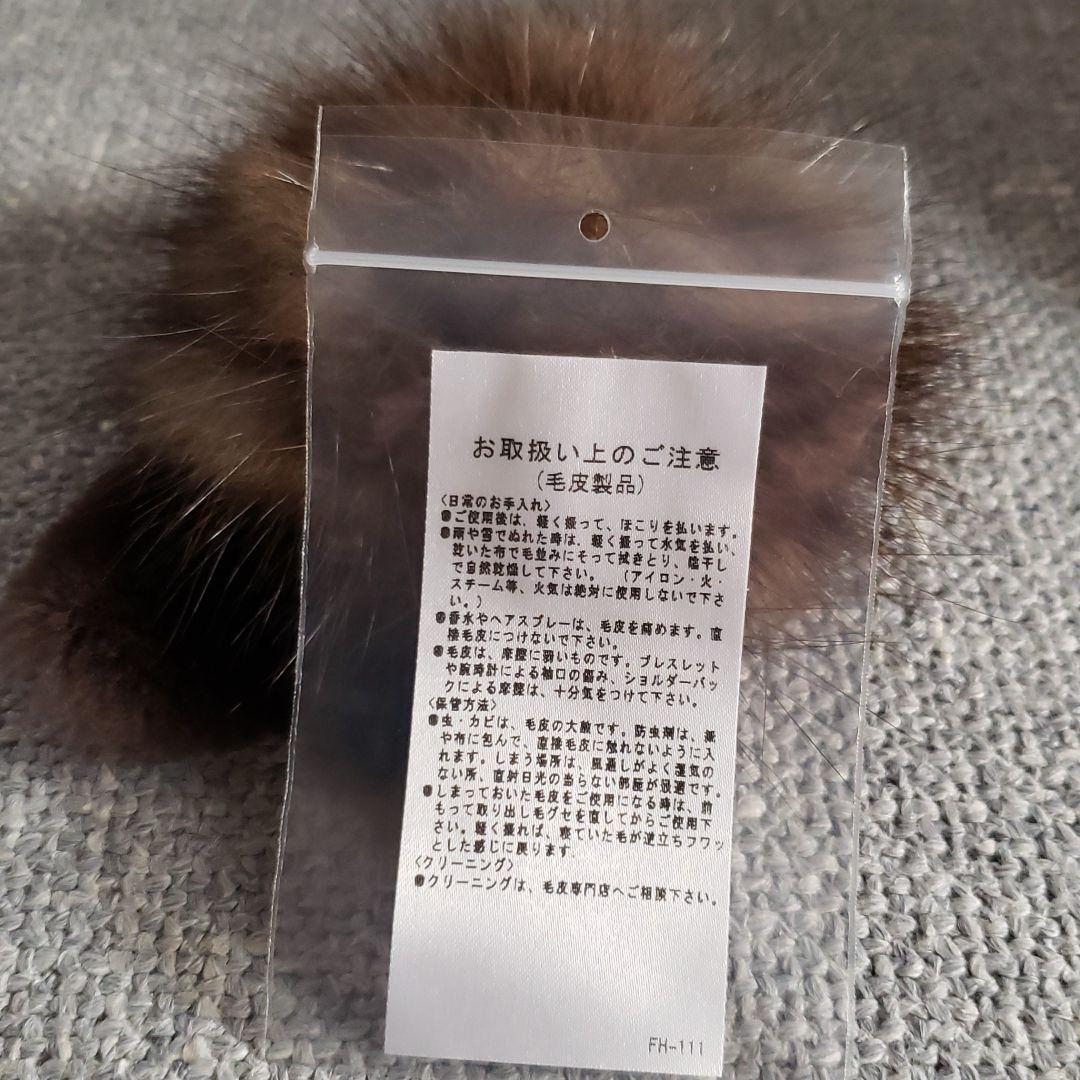 お取扱い上のご注意
(毛皮製品)
〈日常のお手入れ〉
●ご使用後は、軽く振って、ほこりを払います。
●雨や雪でぬれた時は、軽く振って水気を払い、
乾いた布で毛並みにそって拭きとり、陰干し
で自然乾燥して下さい。 (アイロン・火・
スチーム等、火気は絶対に使用しないで下さ
い。)
●香水やヘアスプレーは、毛皮を痛めます。直
接毛皮につけないで下さい。
●毛皮は、摩擦に弱いものです。ブレスレット
や腕時計による袖口の傷み、ショルダーバッ
クによる摩擦は、十分気をつけて下さい。
〈保管方法〉
●虫・カビは、毛皮の大敵です。防虫剤は、紙
や布に包んで、直接毛皮に触れないように入
れます。しまう場所は、風通しがよく湿気の
ない所、直射日光の当らない部屋が最適です。
●しまっておいた毛皮をご使用になる時は、前
もって取り出し毛グセを直してからご使用下
さい。軽く振れば、寝ていた毛が逆立ちフワッ
とした感じに戻ります.
〈クリーニング〉
●クリーニングは、毛皮専門店へご相談下さい。
FH-111